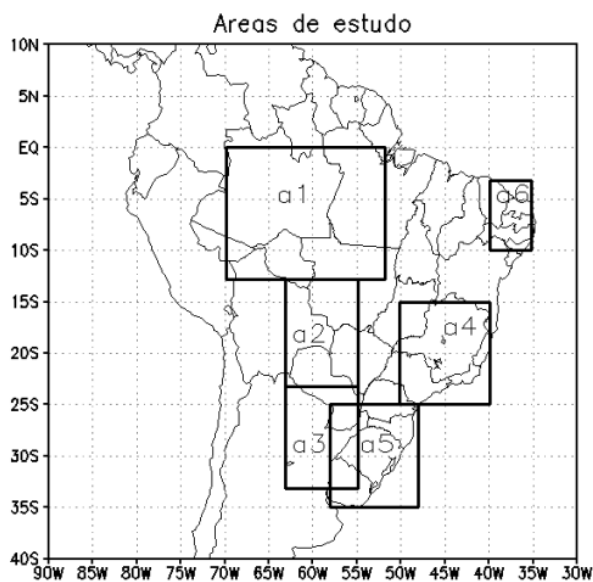 Areas de estudo
10N
5N
EQ
5S
10S
15S
20S
25S
30S
35S
40S
a1
a6
a2
a4
a3
a5
90W 85W 80W 75W 70W 65W 60W 55W 50W 45W 40W 35W 30W